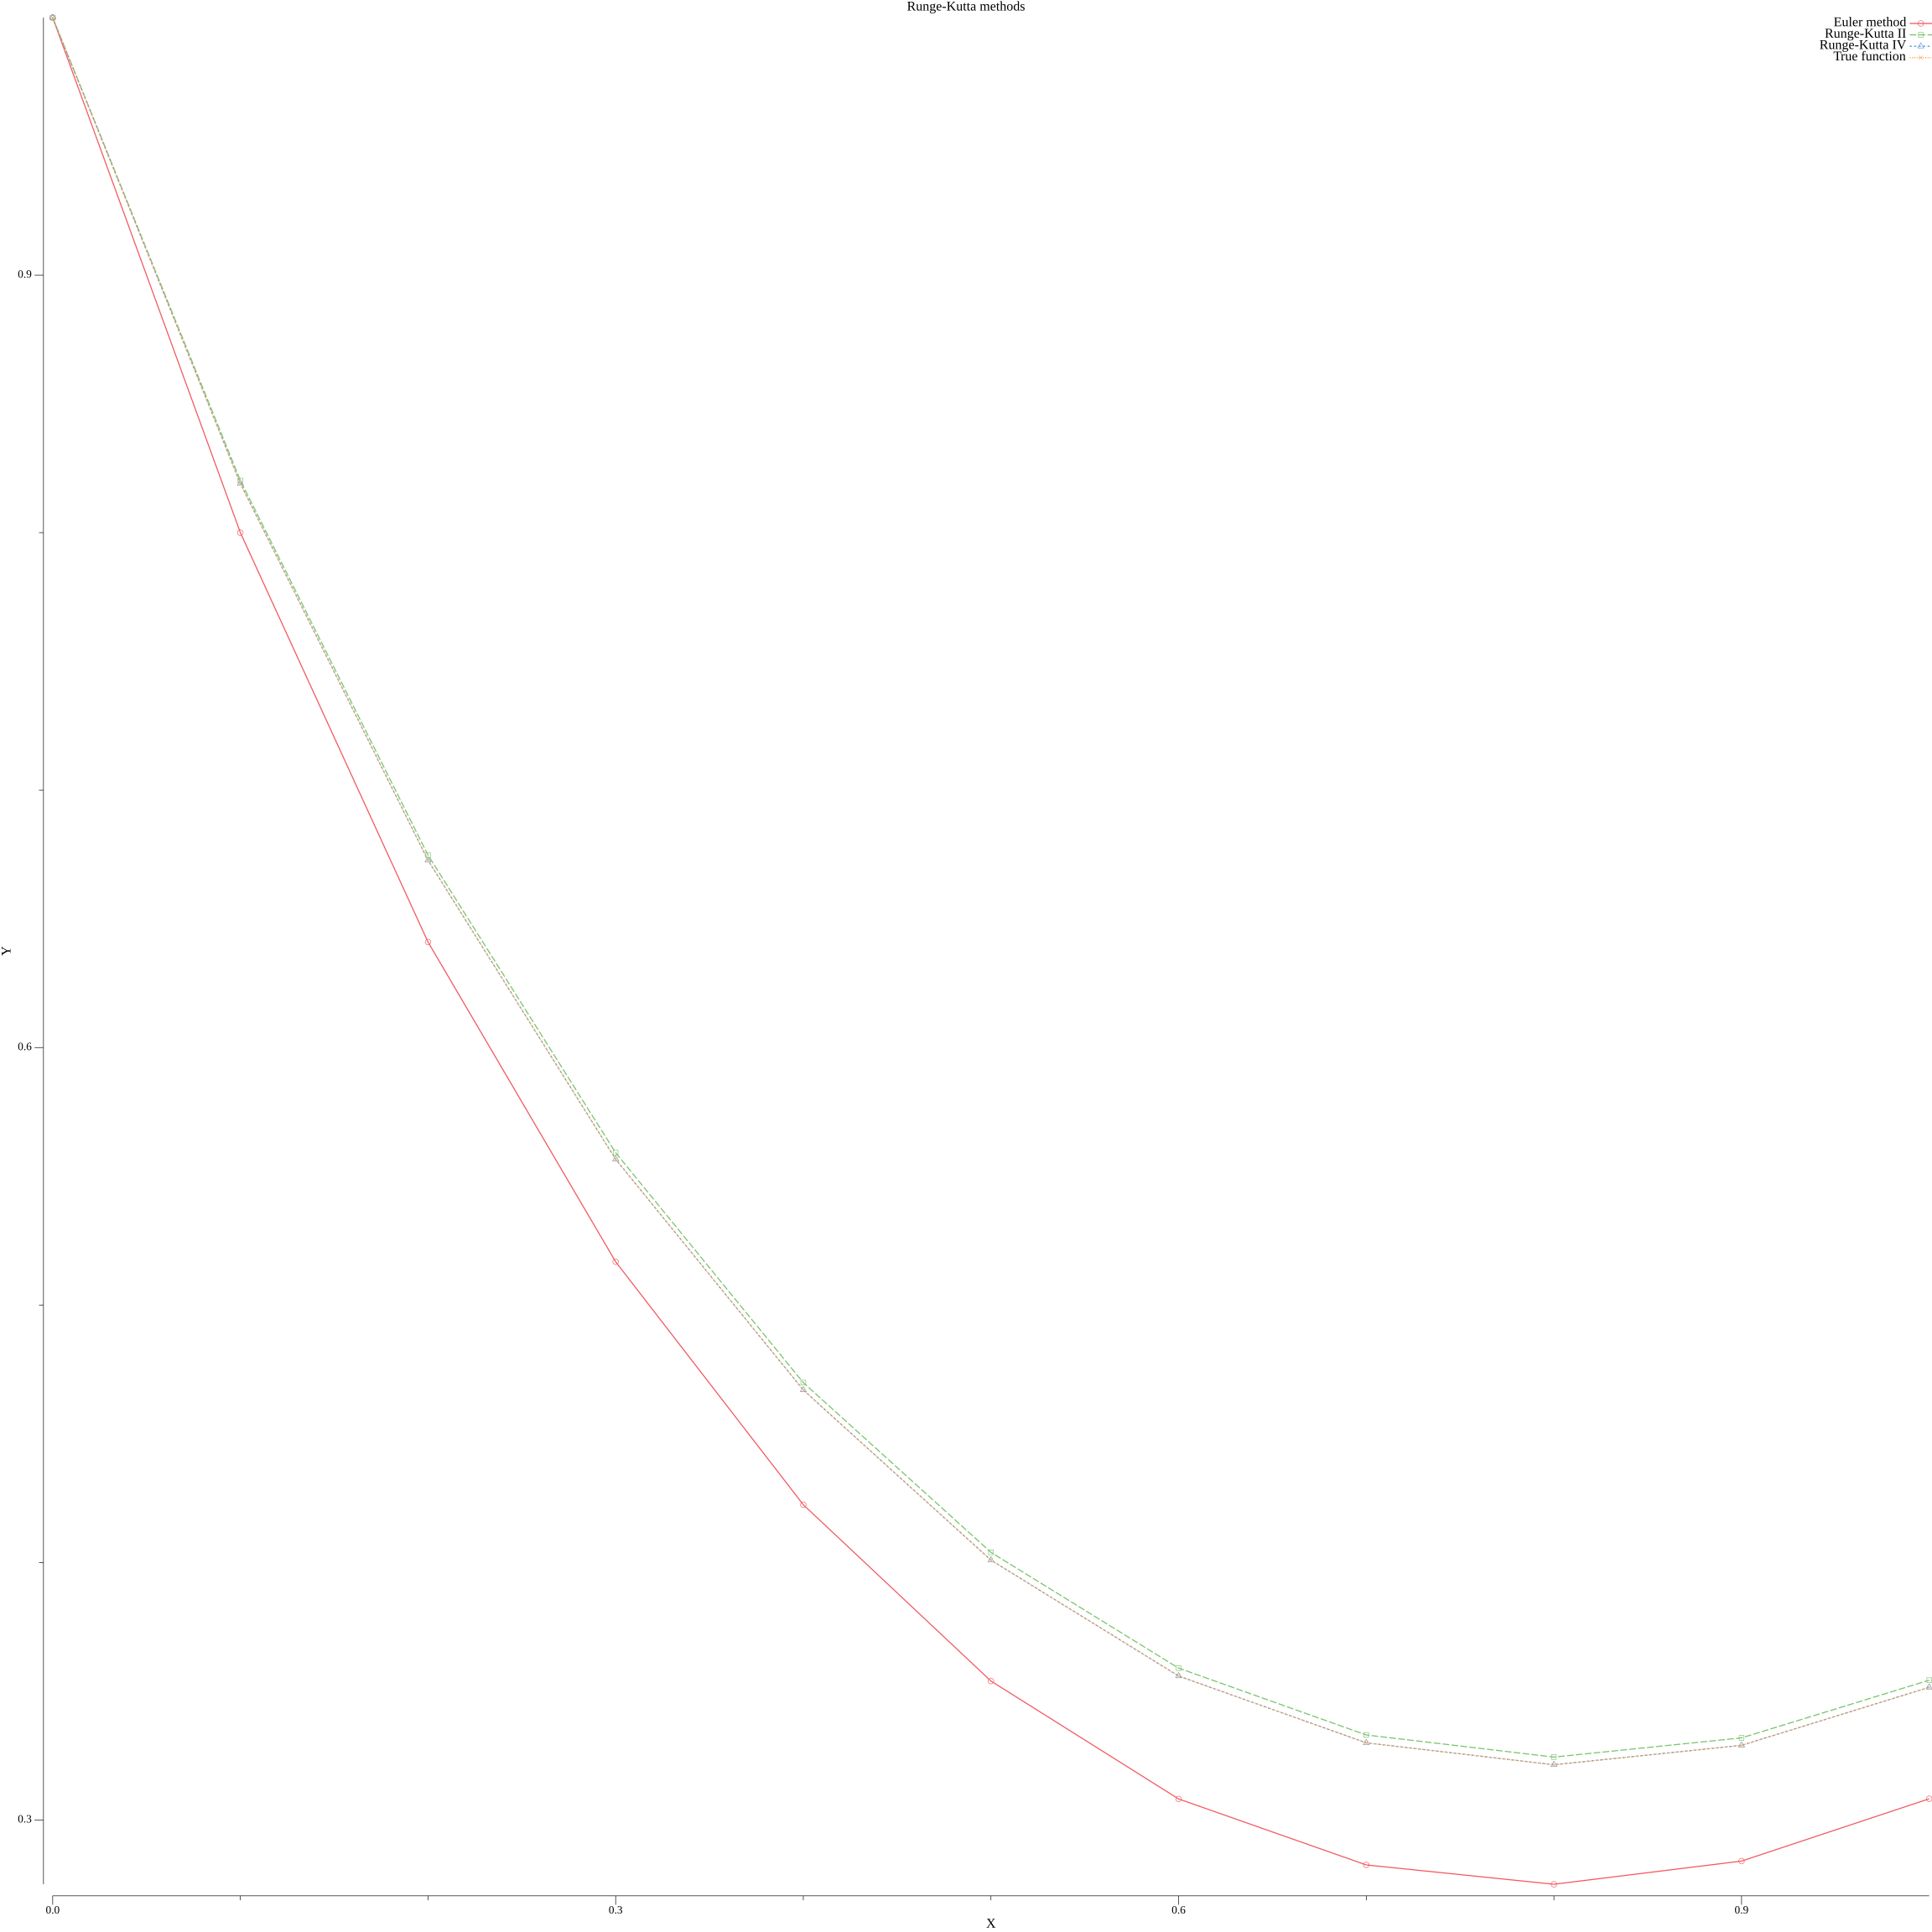 Runge-Kutta methods
Euler method
Runge-Kutta II
Runge-Kutta IV
True function
0.9
0.6
0.3
Y
0.0 0.3 0.6 0.9
X